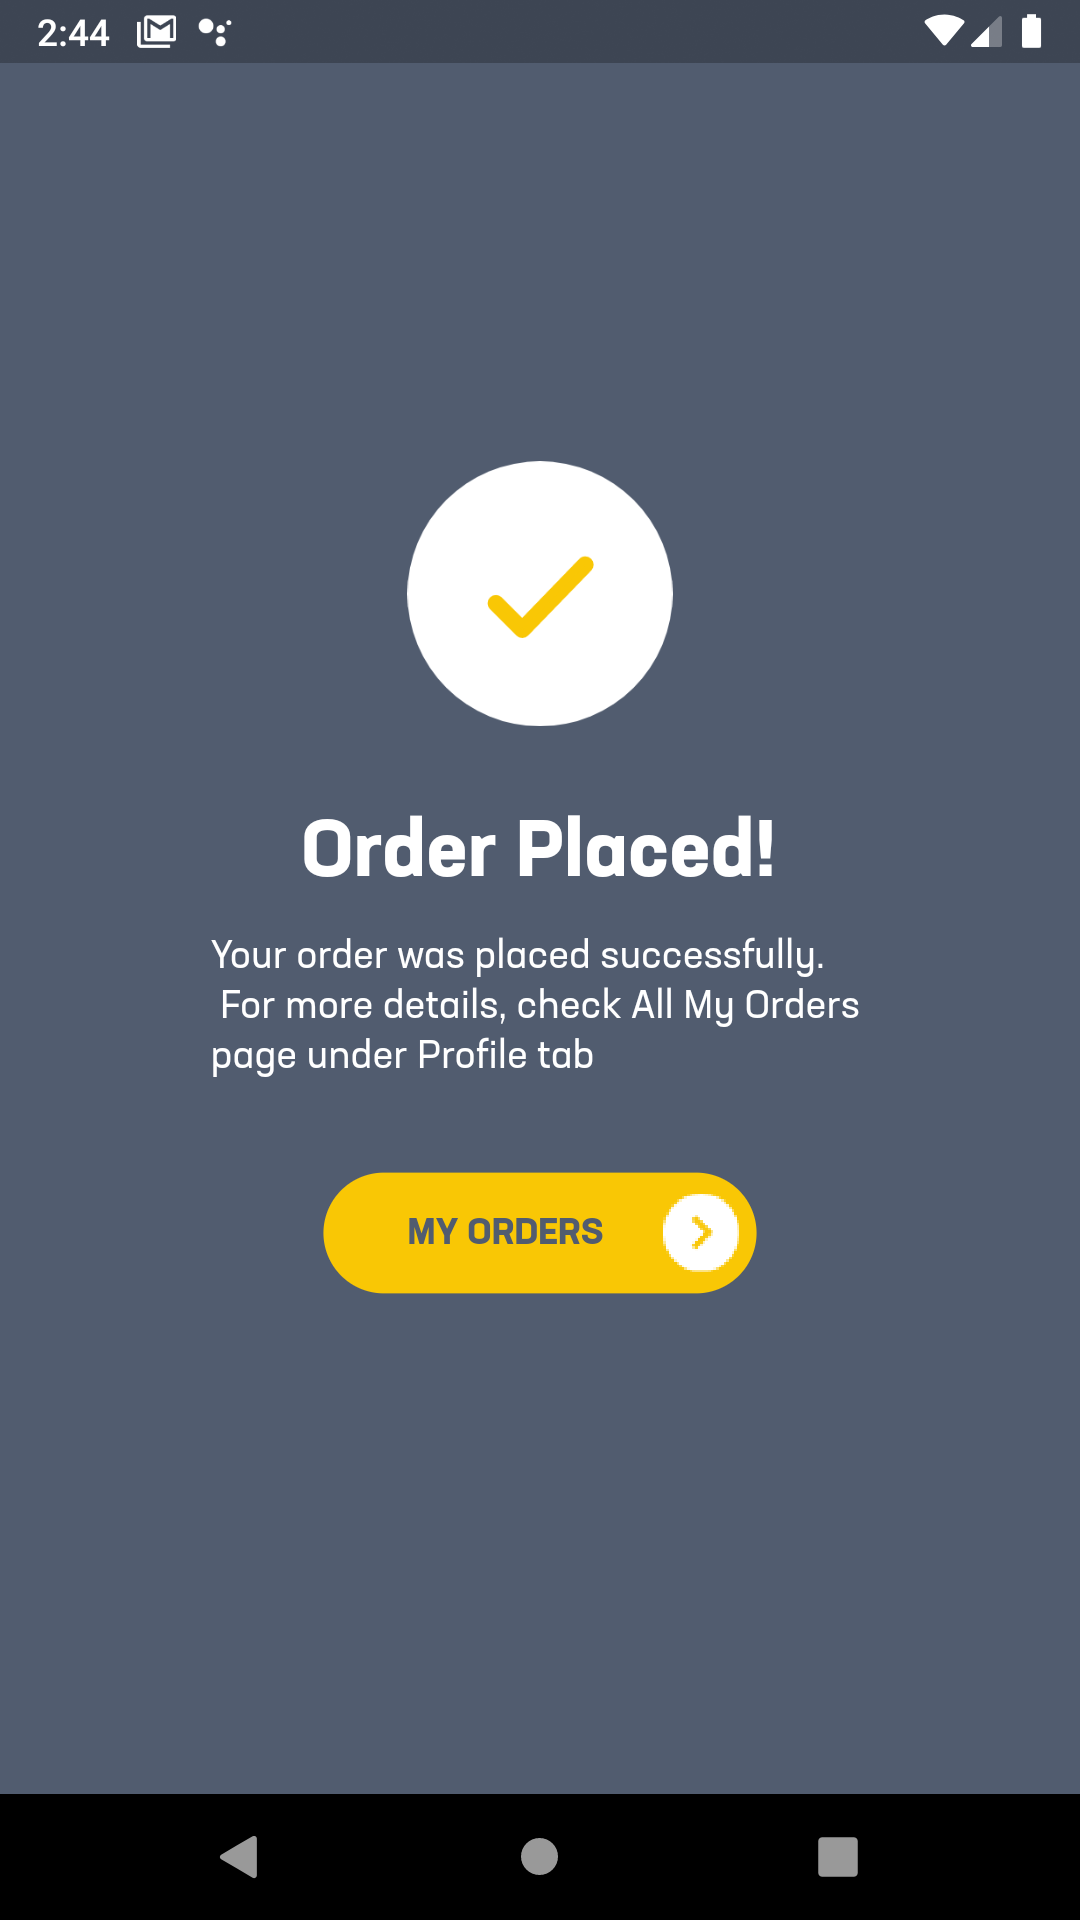 2:44
Order Placed!
Your order was placed successfully.
For more details, check All My Orders
page under Profile tab
MY ORDERS